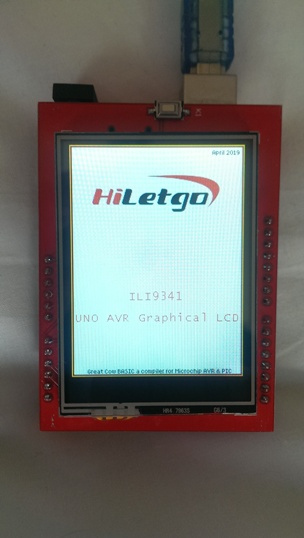 April 2019
HiLetgo
ILI9341
UNO AVR Graphical LCD
Great Cow BASIC a compiler for Microchip AVR & PIC